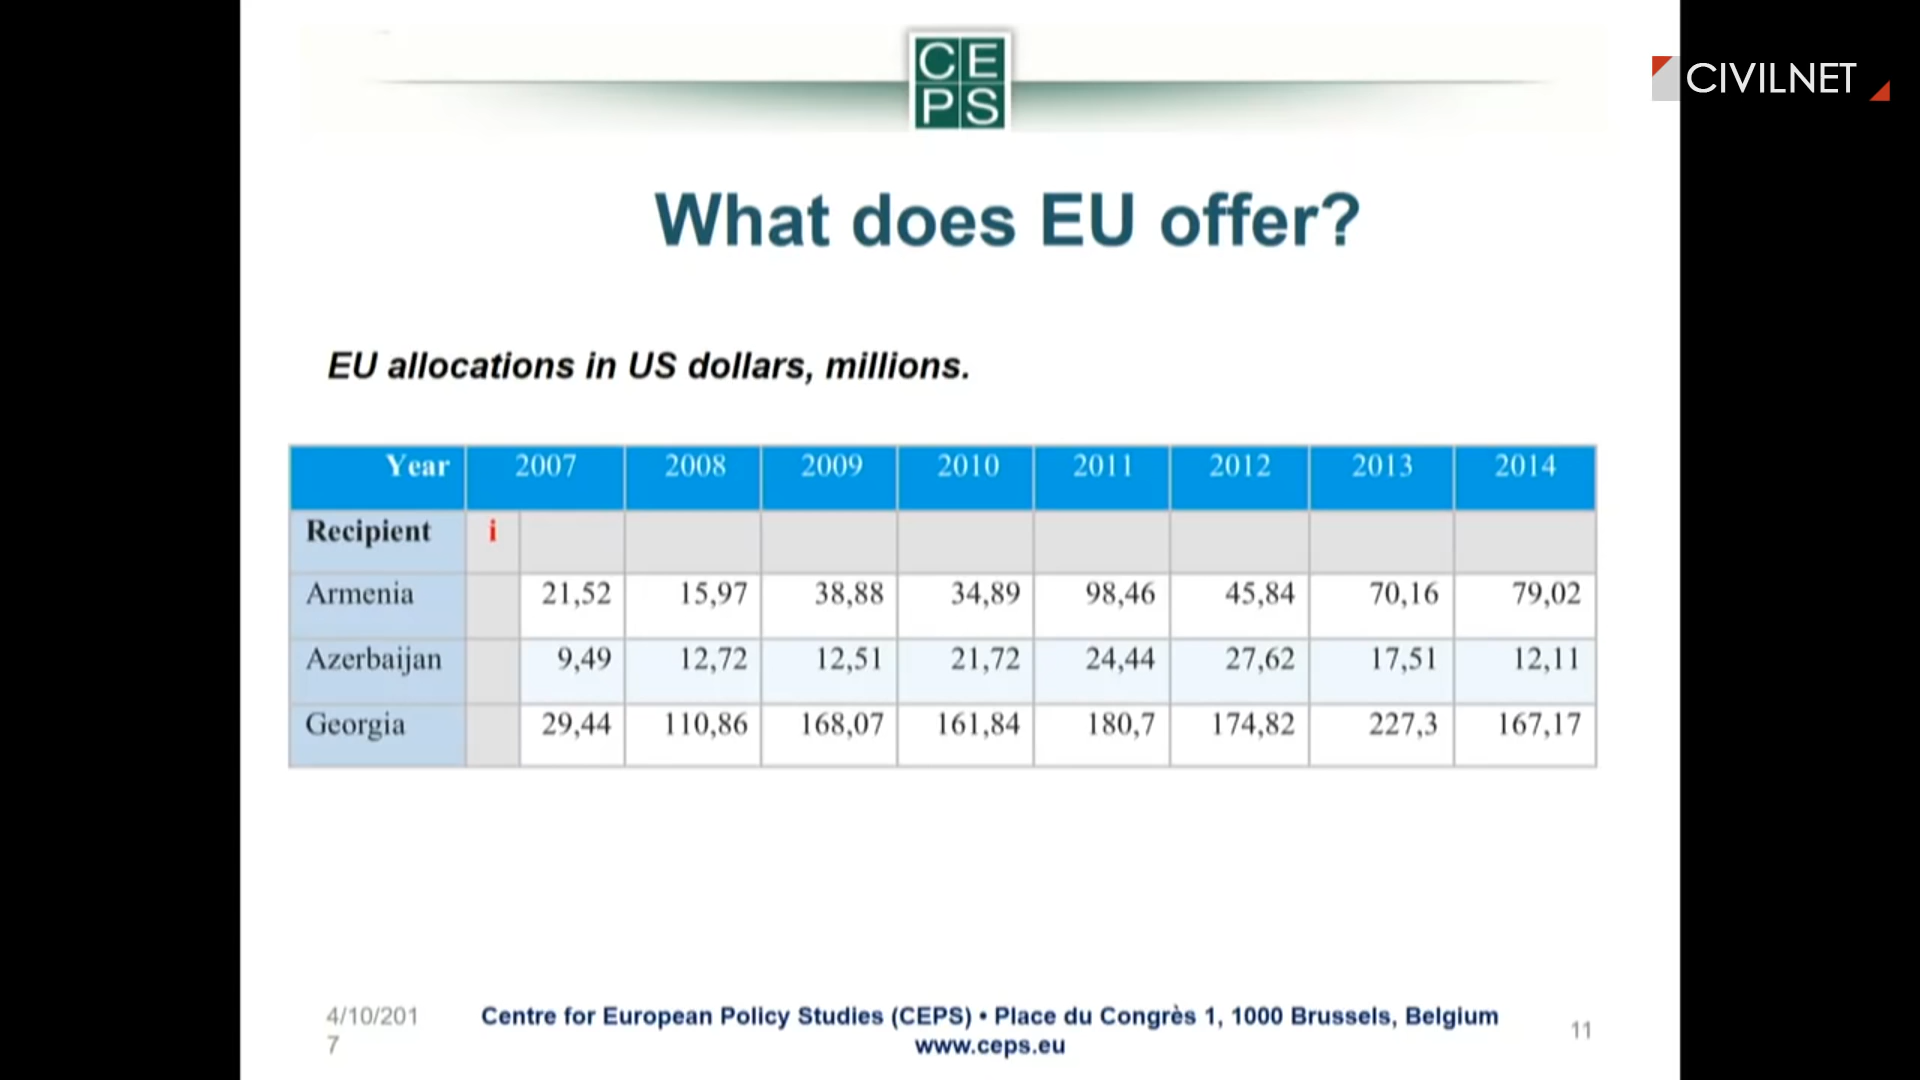 CE
PS
CIVILNET
What does EU offer?
EU allocations in US dollars, millions.
Year 2007 2008 2009 2010 2011 2012 2013 2014
Recipient i
Armenia 21,52 15,97 38,88 34,89 98,46 45,84 70,16 79,02
Azerbaijan 9,49 12,72 12,51 21,72 24,44 27,62 17,51 12,11
Georgia 29,44 110,86 168,07 161,84 180,7 174,82 227,3 167,17
4/10/201
7
Centre for European Policy Studies (CEPS) • Place du Congrès 1, 1000 Brussels, Belgium
www.ceps.eu
11